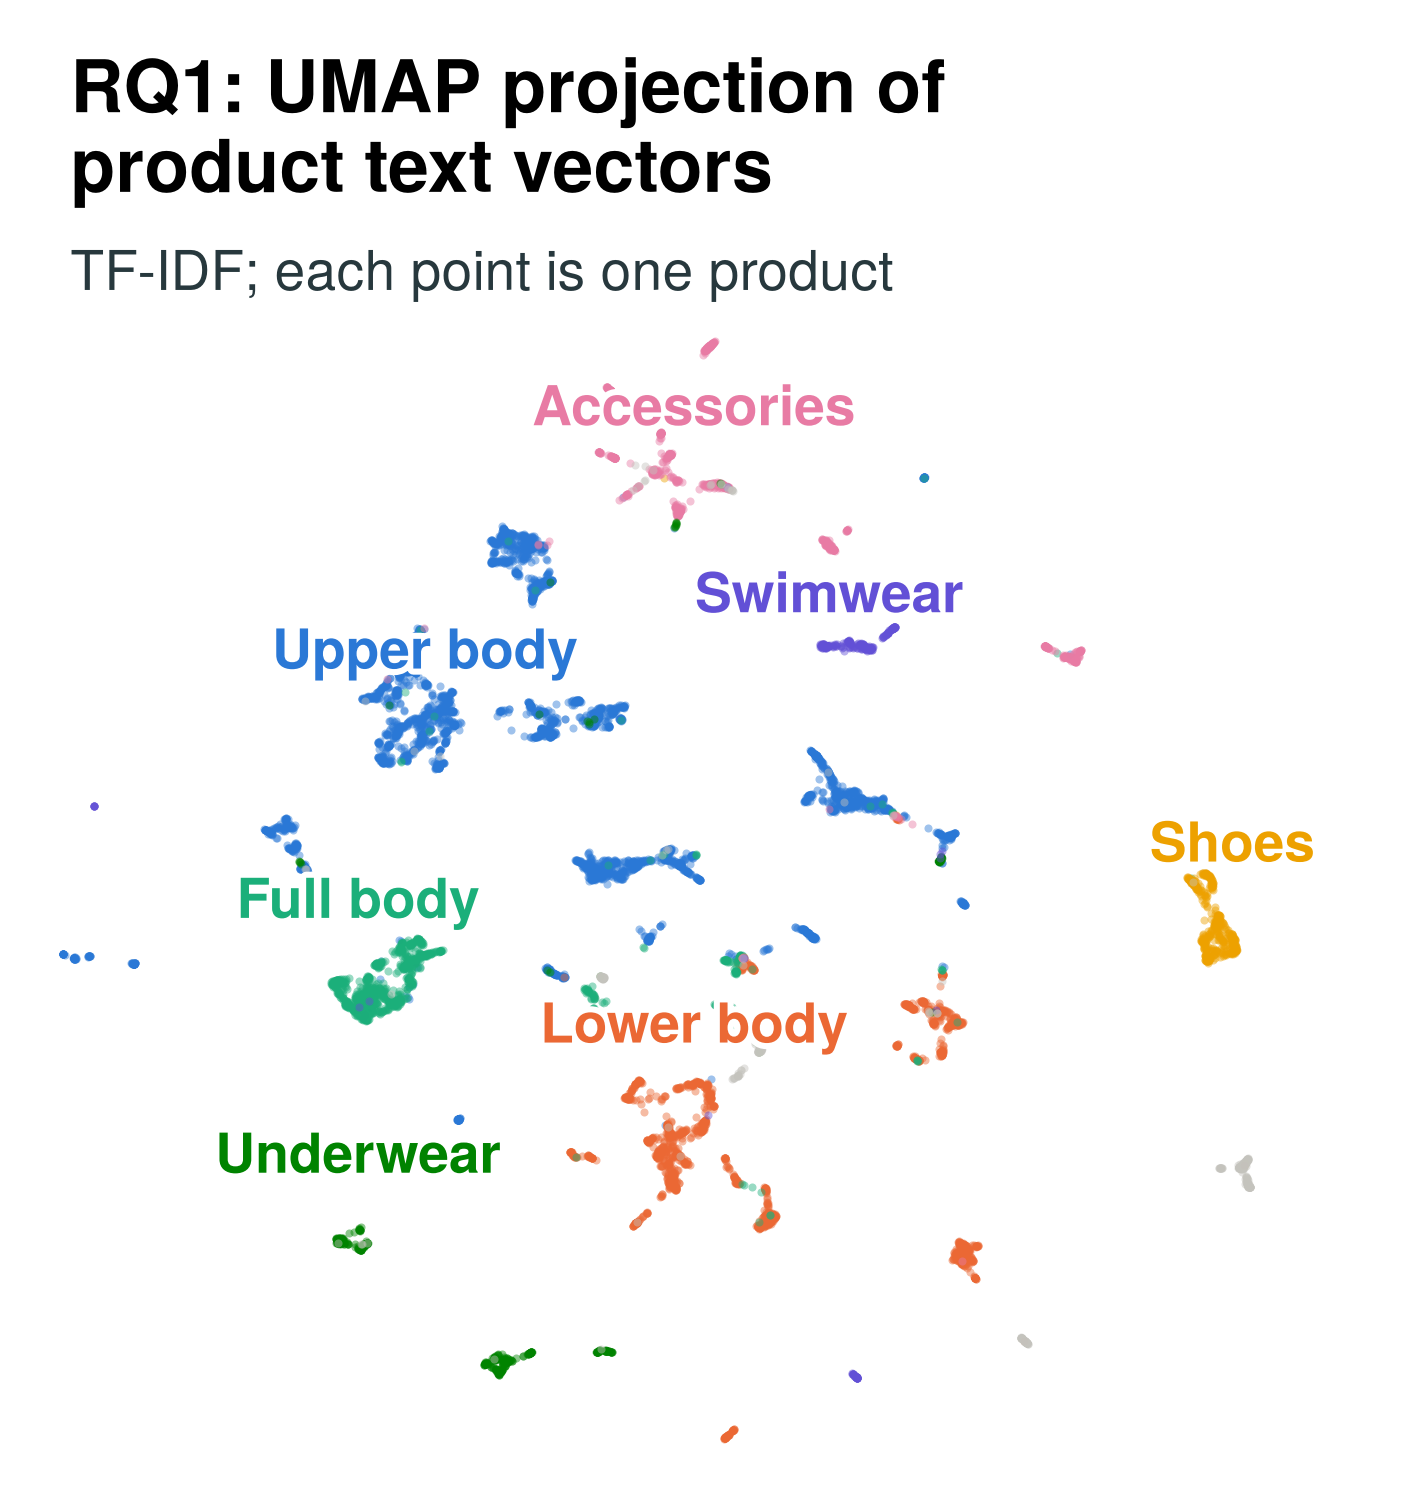 RQ1: UMAP projection of
product text vectors
TF-IDF; each point is one product
Accessories
Swimwear
Upper body
Shoes
Full body
Lower body
Underwear